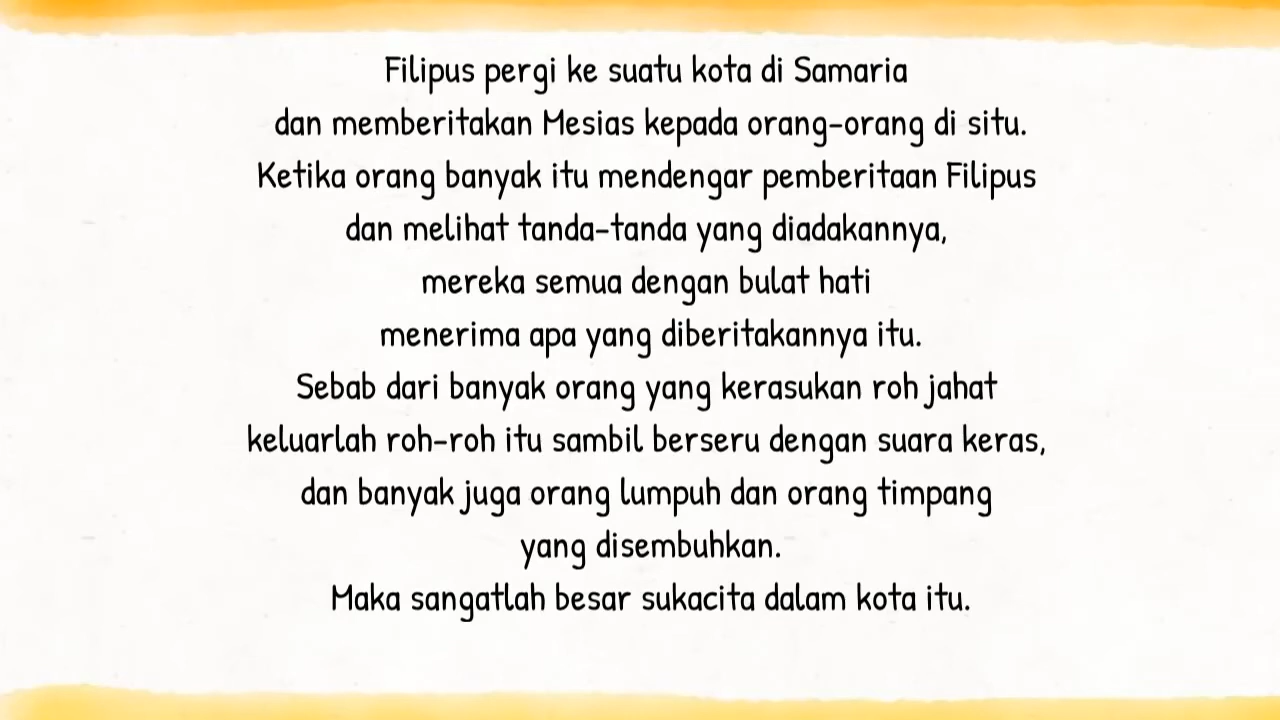 Filipus pergi ke suatu kota di Samaria
dan memberitakan Mesias kepada orang-orang di situ.
Ketika orang banyak itu mendengar pemberitaan Filipus
dan melihat tanda-tanda yang diadakannya,
mereka semua dengan bulat hati
menerima apa yang diberitakannya itu.
Sebab dari banyak orang yang kerasukan roh jahat
keluarlah roh-roh itu sambil berseru dengan suara keras,
dan banyak juga orang lumpuh dan orang timpang
yang disembuhkan.
Maka sangatlah besar sukacita dalam kota itu.